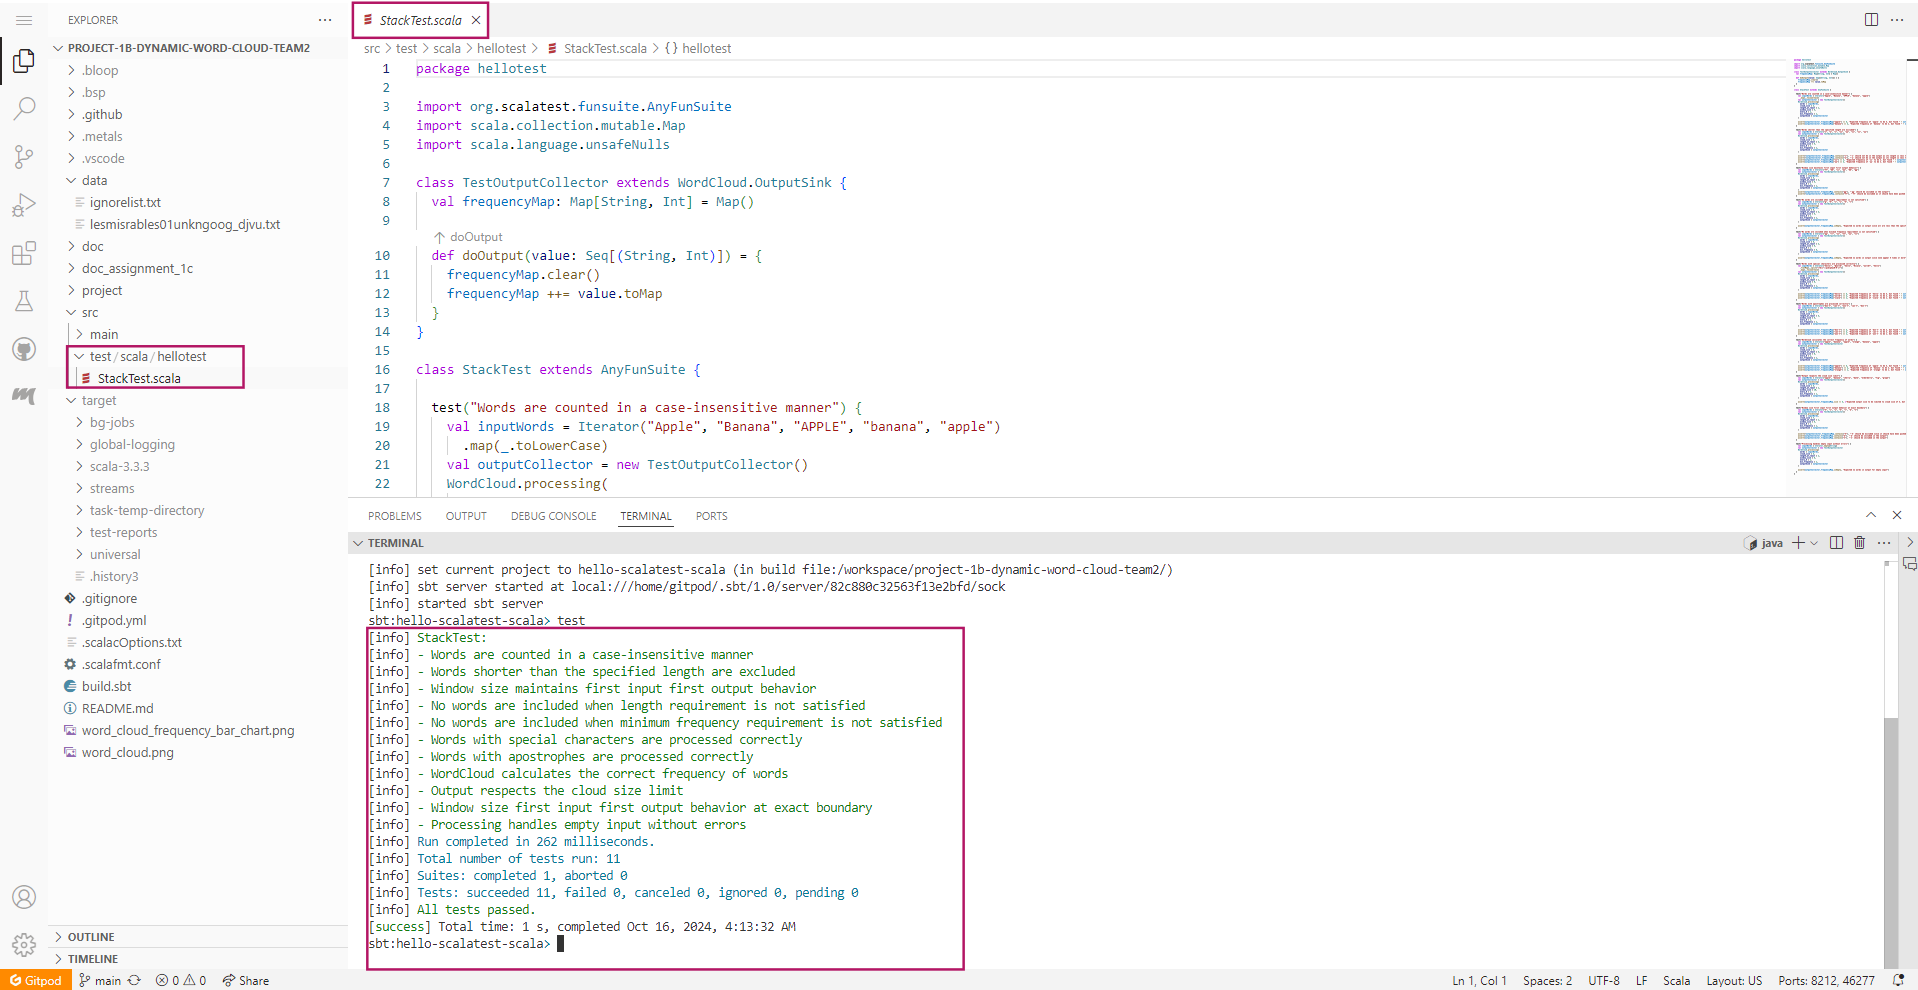 EXPLORER
PROJECT-1B-DYNAMIC-WORD-CLOUD-TEAM2
.bloop
.bsp
.github
.metals
.vscode
data
ignorelist.txt
lesmisrables01unkngoog_djvu.txt
doc
doc_assignment_1c
project
src
main
test/scala/hellotest
StackTest.scala
target
bg-jobs
global-logging
scala-3.3.3
streams
task-temp-directory
test-reports
universal
.history3
.gitignore
.gitpod.yml
.scalacOptions.txt
.scalafmt.conf
build.sbt
README.md
word_cloud_frequency_bar_chart.png
word_cloud.png
OUTLINE
TIMELINE
StackTest.scala
src > test > scala > hellotest > StackTest.scala > {} hellotest
1 package hellotest
2
3 import org.scalatest.funsuite.AnyFunSuite
4 import scala.collection.mutable.Map
5 import scala.language.unsafeNulls
6
7 class TestOutputCollector extends WordCloud.OutputSink {
8 val frequencyMap: Map[String, Int] = Map()
9
doOutput
10 def doOutput(value: Seq[(String, Int)]) = {
11 frequencyMap.clear()
12 frequencyMap ++= value.toMap
13 }
14 }
15
16 class StackTest extends AnyFunSuite {
17
18 test("Words are counted in a case-insensitive manner") {
19 val inputWords = Iterator("Apple", "Banana", "APPLE", "banana", "apple")
20 .map(_.toLowerCase)
21 val outputCollector = new TestOutputCollector()
22 WordCloud.processing(
PROBLEMS OUTPUT DEBUG CONSOLE TERMINAL PORTS
TERMINAL
java
[info] set current project to hello-scalatest-scala (in build file:/workspace/project-1b-dynamic-word-cloud-team2/)
[info] sbt server started at local:///home/gitpod/.sbt/1.0/server/82c880c32563f13e2bfd/sock
[info] started sbt server
sbt:hello-scalatest-scala> test
[info] StackTest:
[info] - Words are counted in a case-insensitive manner
[info] - Words shorter than the specified length are excluded
[info] - Window size maintains first input first output behavior
[info] - No words are included when length requirement is not satisfied
[info] - No words are included when minimum frequency requirement is not satisfied
[info] - Words with special characters are processed correctly
[info] - Words with apostrophes are processed correctly
[info] - WordCloud calculates the correct frequency of words
[info] - Output respects the cloud size limit
[info] - Window size first input first output behavior at exact boundary
[info] - Processing handles empty input without errors
[info] Run completed in 262 milliseconds.
[info] Total number of tests run: 11
[info] Suites: completed 1, aborted 0
[info] Tests: succeeded 11, failed 0, canceled 0, ignored 0, pending 0
[info] All tests passed.
[success] Total time: 1 s, completed Oct 16, 2024, 4:13:32 AM
sbt:hello-scalatest-scala>
Gitpod main 0 0 Share
Ln 1, Col 1 Spaces: 2 UTF-8 LF Scala Layout: US Ports: 8212, 46277